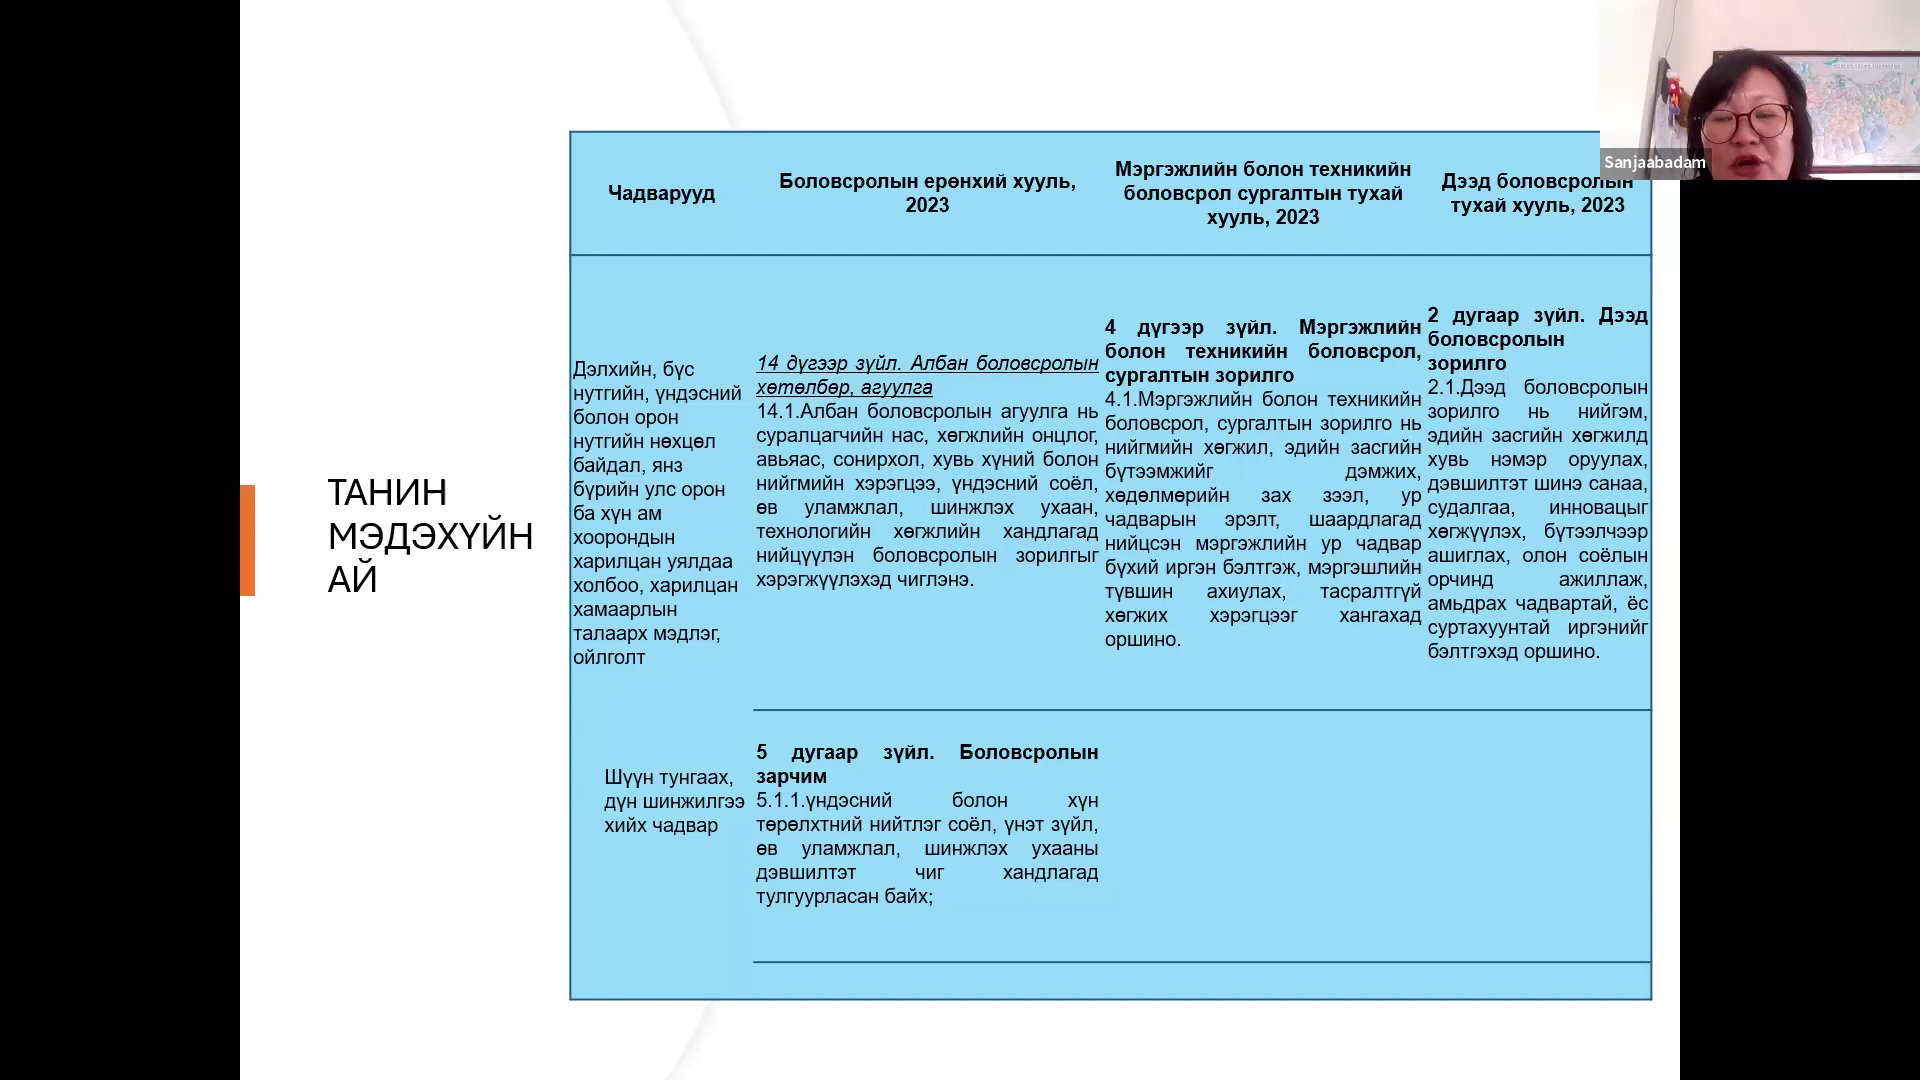 ТАНИН
МЭДЭХҮЙН
АЙ
Чадварууд
Боловсролын ерөнхий хууль,
2023
Мэргэжлийн болон техникийн
боловсрол сургалтын тухай
хууль, 2023
Дээд боловсролын
тухай хууль, 2023
Дэлхийн, бүс
нутгийн, үндэсний
болон орон
нутгийн нөхцөл
байдал, янз
бүрийн улс орон
ба хүн ам
хоорондын
харилцан уялдаа
холбоо, харилцан
хамаарлын
талаарх мэдлэг,
ойлголт
14 дүгээр зүйл. Албан боловсролын
хөтөлбөр, агуулга
14.1.Албан боловсролын агуулга нь
суралцагчийн нас, хөгжлийн онцлог,
авьяас, сонирхол, хувь хүний болон
нийгмийн хэрэгцээ, үндэсний соёл,
өв уламжлал, шинжлэх ухаан,
технологийн хөгжлийн хандлагад
нийцүүлэн боловсролын зорилгыг
хэрэгжүүлэхэд чиглэнэ.
4 дүгээр зүйл. Мэргэжлийн
болон техникийн боловсрол,
сургалтын зорилго
4.1.Мэргэжлийн болон техникийн
боловсрол, сургалтын зорилго нь
нийгмийн хөгжил, эдийн засгийн
бүтээмжийг дэмжих,
хөдөлмөрийн зах зээл, ур
чадварын эрэлт, шаардлагад
нийцсэн мэргэжлийн ур чадвар
бүхий иргэн бэлтгэж, мэргэшлийн
түвшин ахиулах, тасралтгүй
хөгжих хэрэгцээг хангахад
оршино.
2 дугаар зүйл. Дээд
боловсролын
зорилго
2.1.Дээд боловсролын
зорилго нь нийгэм,
эдийн засгийн хөгжилд
хувь нэмэр оруулах,
дэвшилтэт шинэ санаа,
судалгаа, инновацыг
хөгжүүлэх, бүтээлчээр
ашиглах, олон соёлын
орчинд ажиллаж,
амьдрах чадвартай, ёс
суртахуунтай иргэнийг
бэлтгэхэд оршино.
Шүүн тунгаах,
дүн шинжилгээ
хийх чадвар
5 дугаар зүйл. Боловсролын
зарчим
5.1.1.үндэсний болон хүн
төрөлхтний нийтлэг соёл, үнэт зүйл,
өв уламжлал, шинжлэх ухааны
дэвшилтэт чиг хандлагад
тулгуурласан байх;
Sanjaabadam